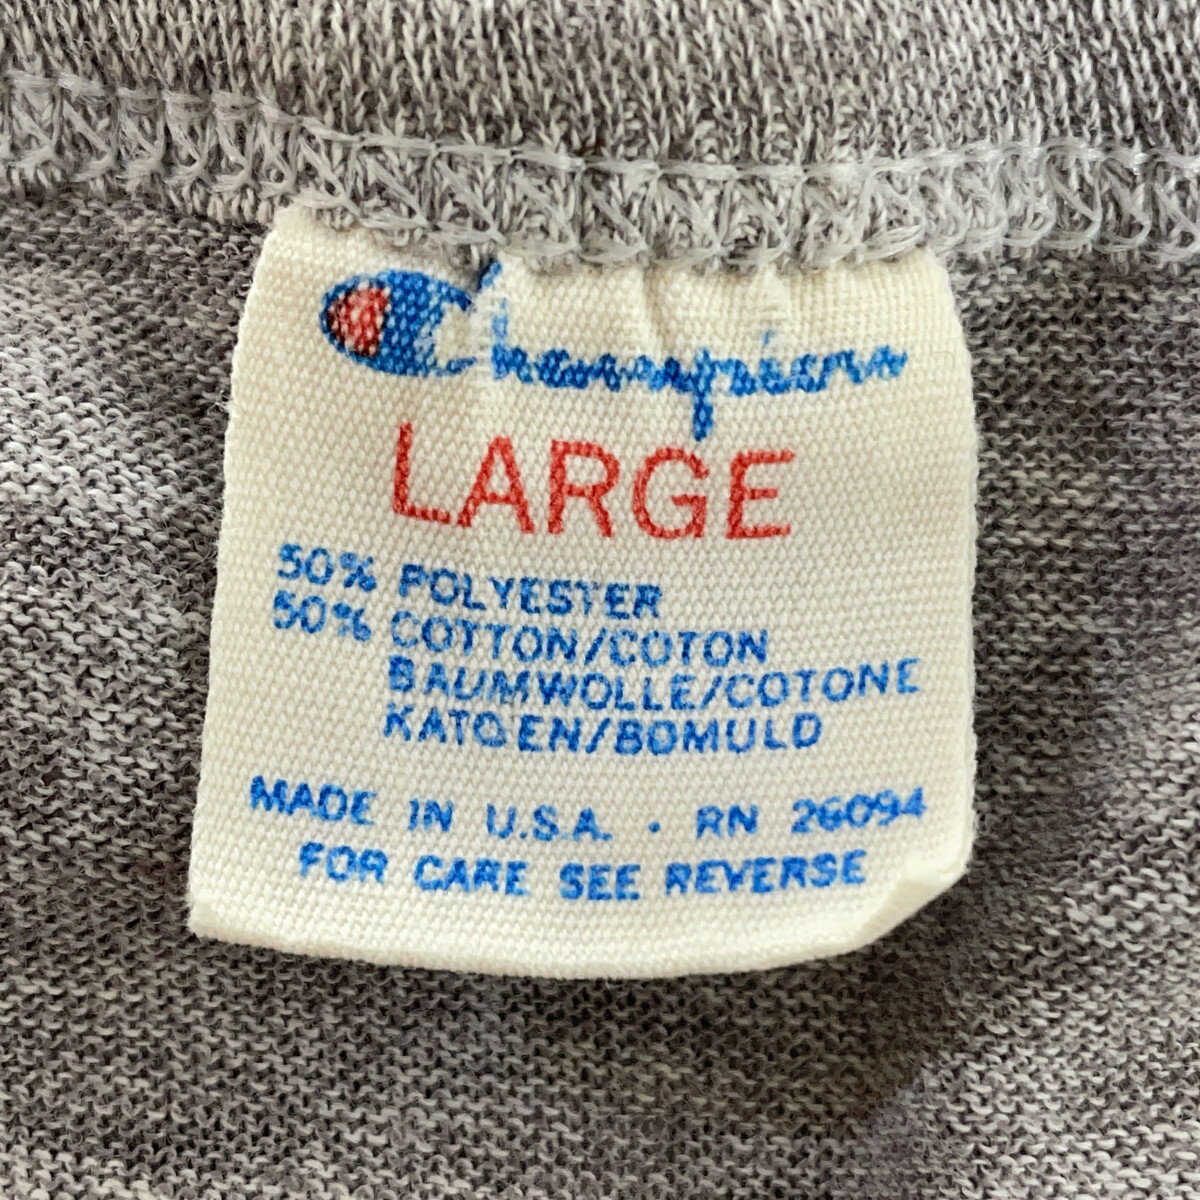 Champion
LARGE
50% POLYESTER
50% COTTON/COTON
BAUMWOLLE/COTONE
KATOEN/BOMULD
MADE IN U.S.A. · RN 26094
FOR CARE SEE REVERSE